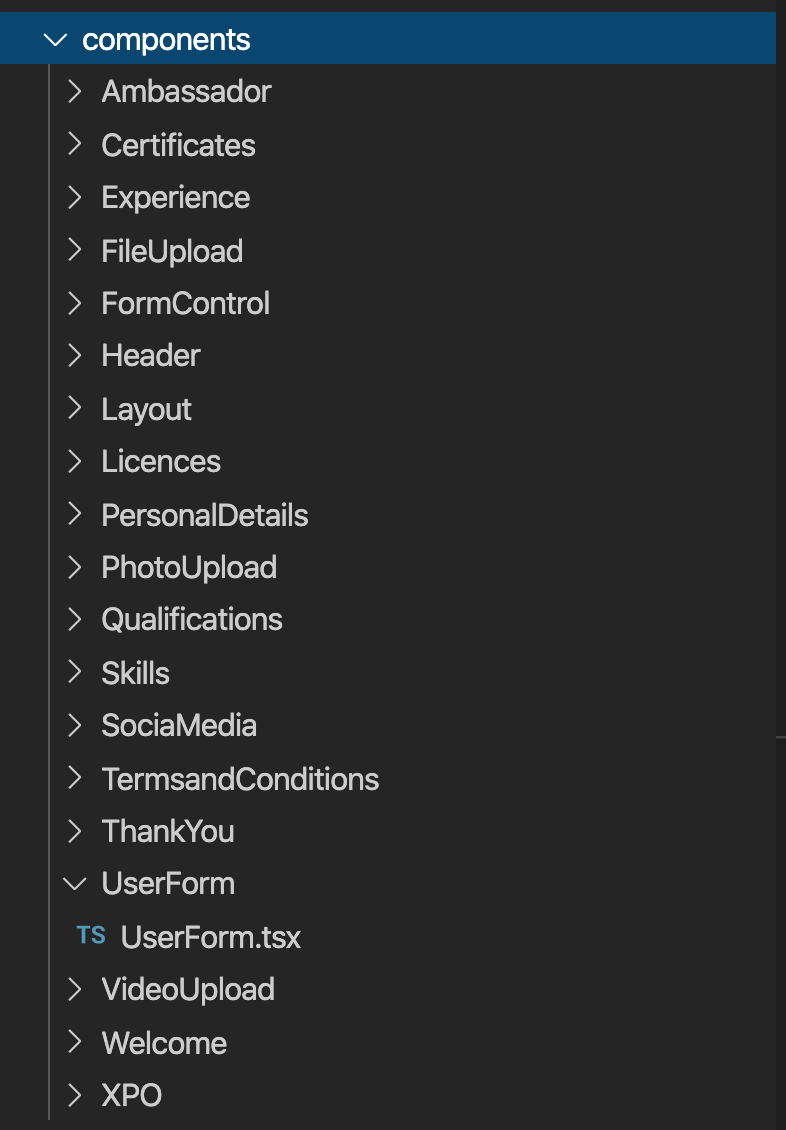 components
Ambassador
Certificates
Experience
FileUpload
FormControl
Header
Layout
Licences
PersonalDetails
PhotoUpload
Qualifications
Skills
SociaMedia
TermsandConditions
ThankYou
UserForm
TS UserForm.tsx
VideoUpload
Welcome
XPO